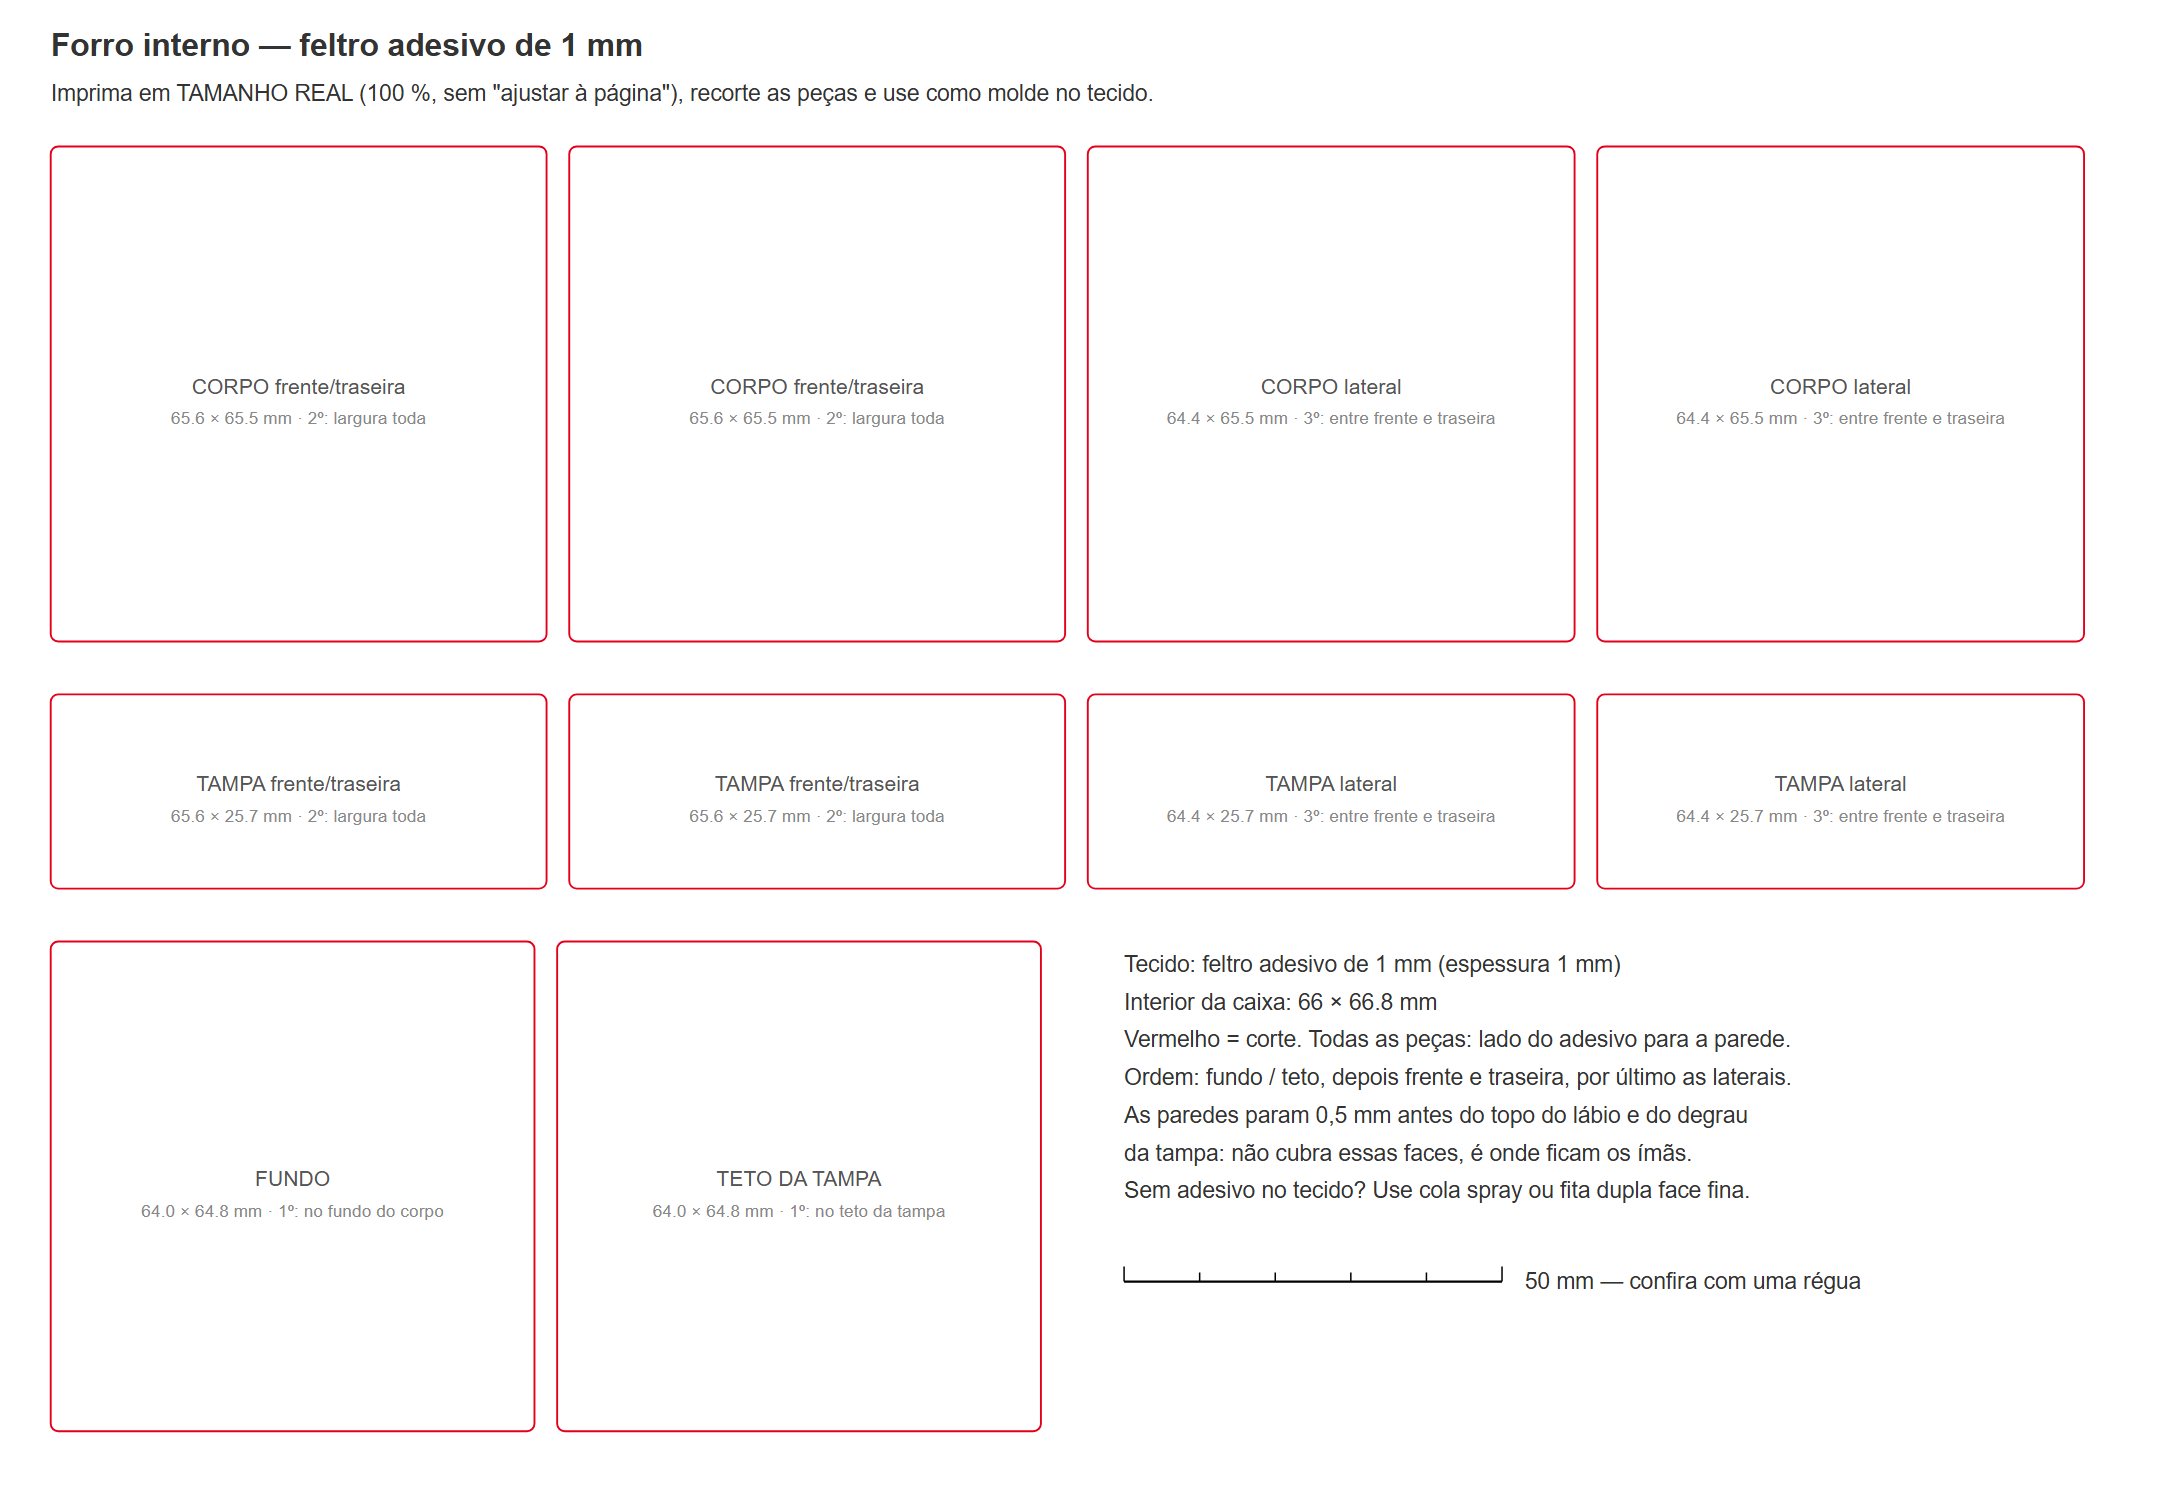 Forro interno — feltro adesivo de 1 mm
Imprima em TAMANHO REAL (100 %, sem "ajustar à página"), recorte as peças e use como molde no tecido.
CORPO frente/traseira
65.6 × 65.5 mm · 2º: largura toda
CORPO frente/traseira
65.6 × 65.5 mm · 2º: largura toda
CORPO lateral
64.4 × 65.5 mm · 3º: entre frente e traseira
CORPO lateral
64.4 × 65.5 mm · 3º: entre frente e traseira
TAMPA frente/traseira
65.6 × 25.7 mm · 2º: largura toda
TAMPA frente/traseira
65.6 × 25.7 mm · 2º: largura toda
TAMPA lateral
64.4 × 25.7 mm · 3º: entre frente e traseira
TAMPA lateral
64.4 × 25.7 mm · 3º: entre frente e traseira
FUNDO
64.0 × 64.8 mm · 1º: no fundo do corpo
TETO DA TAMPA
64.0 × 64.8 mm · 1º: no teto da tampa
Tecido: feltro adesivo de 1 mm (espessura 1 mm)
Interior da caixa: 66 × 66.8 mm
Vermelho = corte. Todas as peças: lado do adesivo para a parede.
Ordem: fundo / teto, depois frente e traseira, por último as laterais.
As paredes param 0,5 mm antes do topo do lábio e do degrau
da tampa: não cubra essas faces, é onde ficam os ímãs.
Sem adesivo no tecido? Use cola spray ou fita dupla face fina.
50 mm — confira com uma régua